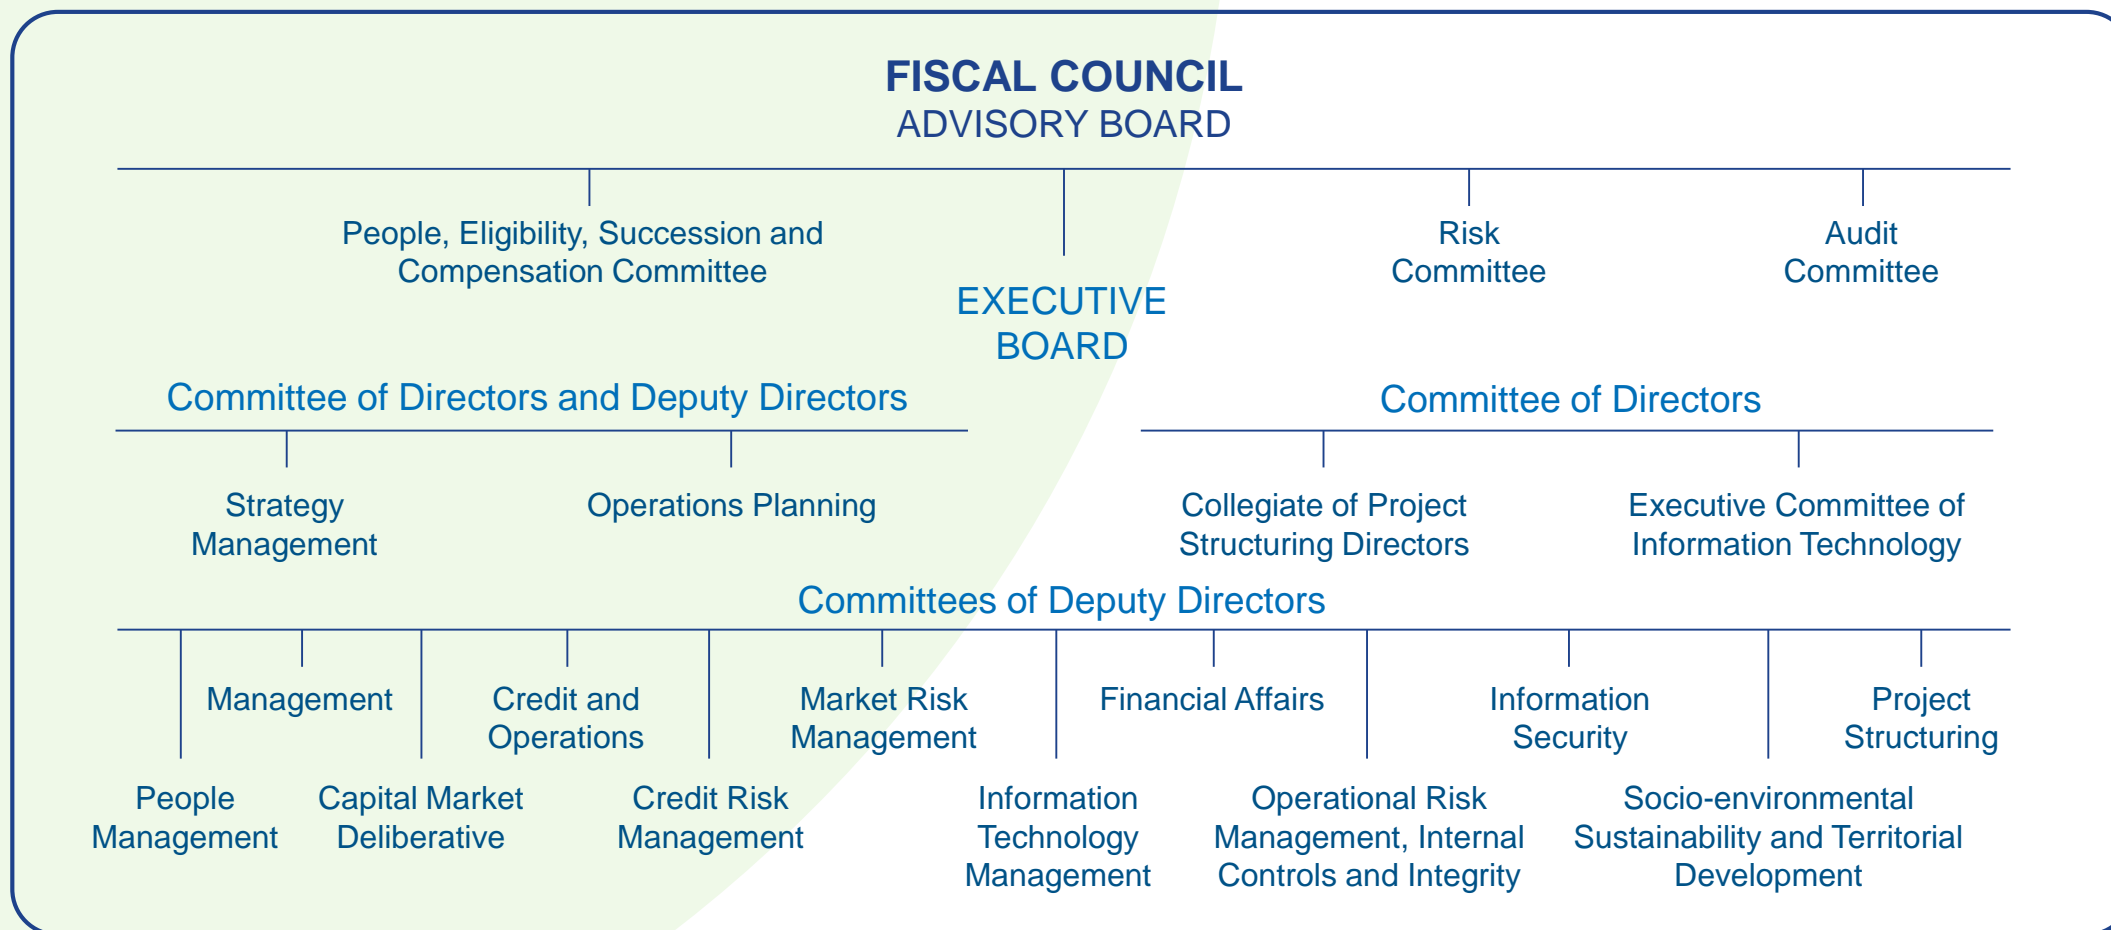 FISCAL COUNCIL
ADVISORY BOARD
People, Eligibility, Succession and
Compensation Committee
EXECUTIVE
BOARD
Risk
Committee
Audit
Committee
Committee of Directors and Deputy Directors
Strategy
Management
Operations Planning
Committee of Directors
Collegiate of Project
Structuring Directors
Executive Committee of
Information Technology
Committees of Deputy Directors
People
Management
Management
Capital Market
Deliberative
Credit and
Operations
Credit Risk
Management
Market Risk
Management
Information
Technology
Management
Financial Affairs
Operational Risk
Management, Internal
Controls and Integrity
Information
Security
Socio-environmental
Sustainability and Territorial
Development
Project
Structuring